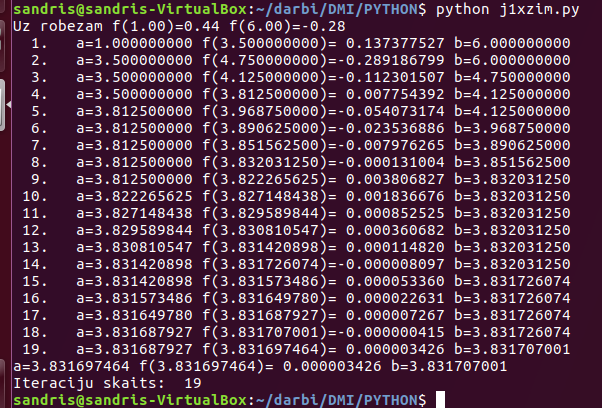 sandris@sandris-VirtualBox:~/darbi/DMI/PYTHON$ python j1xzim.py
Uz robezam f(1.00)=0.44 f(6.00)=-0.28
1. a=1.000000000 f(3.500000000)= 0.137377527 b=6.000000000
2. a=3.500000000 f(4.750000000)=-0.289186799 b=6.000000000
3. a=3.500000000 f(4.125000000)=-0.112301507 b=4.750000000
4. a=3.500000000 f(3.812500000)= 0.007754392 b=4.125000000
5. a=3.812500000 f(3.968750000)=-0.054073174 b=4.125000000
6. a=3.812500000 f(3.890625000)=-0.023536886 b=3.968750000
7. a=3.812500000 f(3.851562500)=-0.007976265 b=3.890625000
8. a=3.812500000 f(3.832031250)=-0.000131004 b=3.851562500
9. a=3.812500000 f(3.822265625)= 0.003806827 b=3.832031250
10. a=3.822265625 f(3.827148438)= 0.001836676 b=3.832031250
11. a=3.827148438 f(3.829589844)= 0.000852525 b=3.832031250
12. a=3.829589844 f(3.830810547)= 0.000360682 b=3.832031250
13. a=3.830810547 f(3.831420898)= 0.000114820 b=3.832031250
14. a=3.831420898 f(3.831726074)=-0.000008097 b=3.832031250
15. a=3.831420898 f(3.831573486)= 0.000053360 b=3.831726074
16. a=3.831573486 f(3.831649780)= 0.000022631 b=3.831726074
17. a=3.831649780 f(3.831687927)= 0.000007267 b=3.831726074
18. a=3.831687927 f(3.831707001)=-0.000000415 b=3.831726074
19. a=3.831687927 f(3.831697464)= 0.000003426 b=3.831707001
a=3.831697464 f(3.831697464)= 0.000003426 b=3.831707001
Iteraciju skaits: 19
sandris@sandris-VirtualBox:~/darbi/DMI/PYTHON$